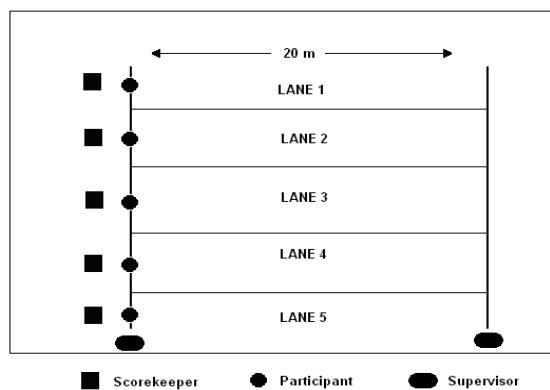 20 m
LANE 1
LANE 2
LANE 3
LANE 4
LANE 5
Scorekeeper Participant Supervisor